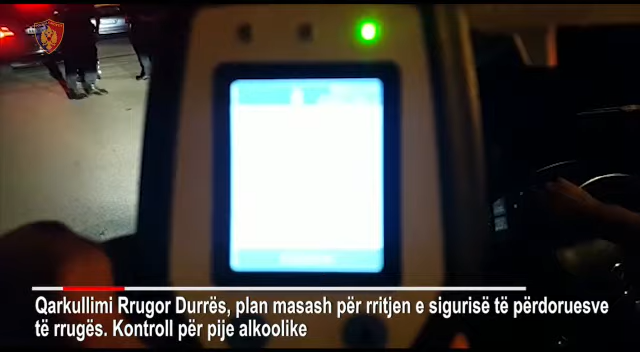 Qarkullimi Rrugor Durrës, plan masash për rritjen e sigurisë të përdoruesve
të rrugës. Kontroll për pije alkoolike